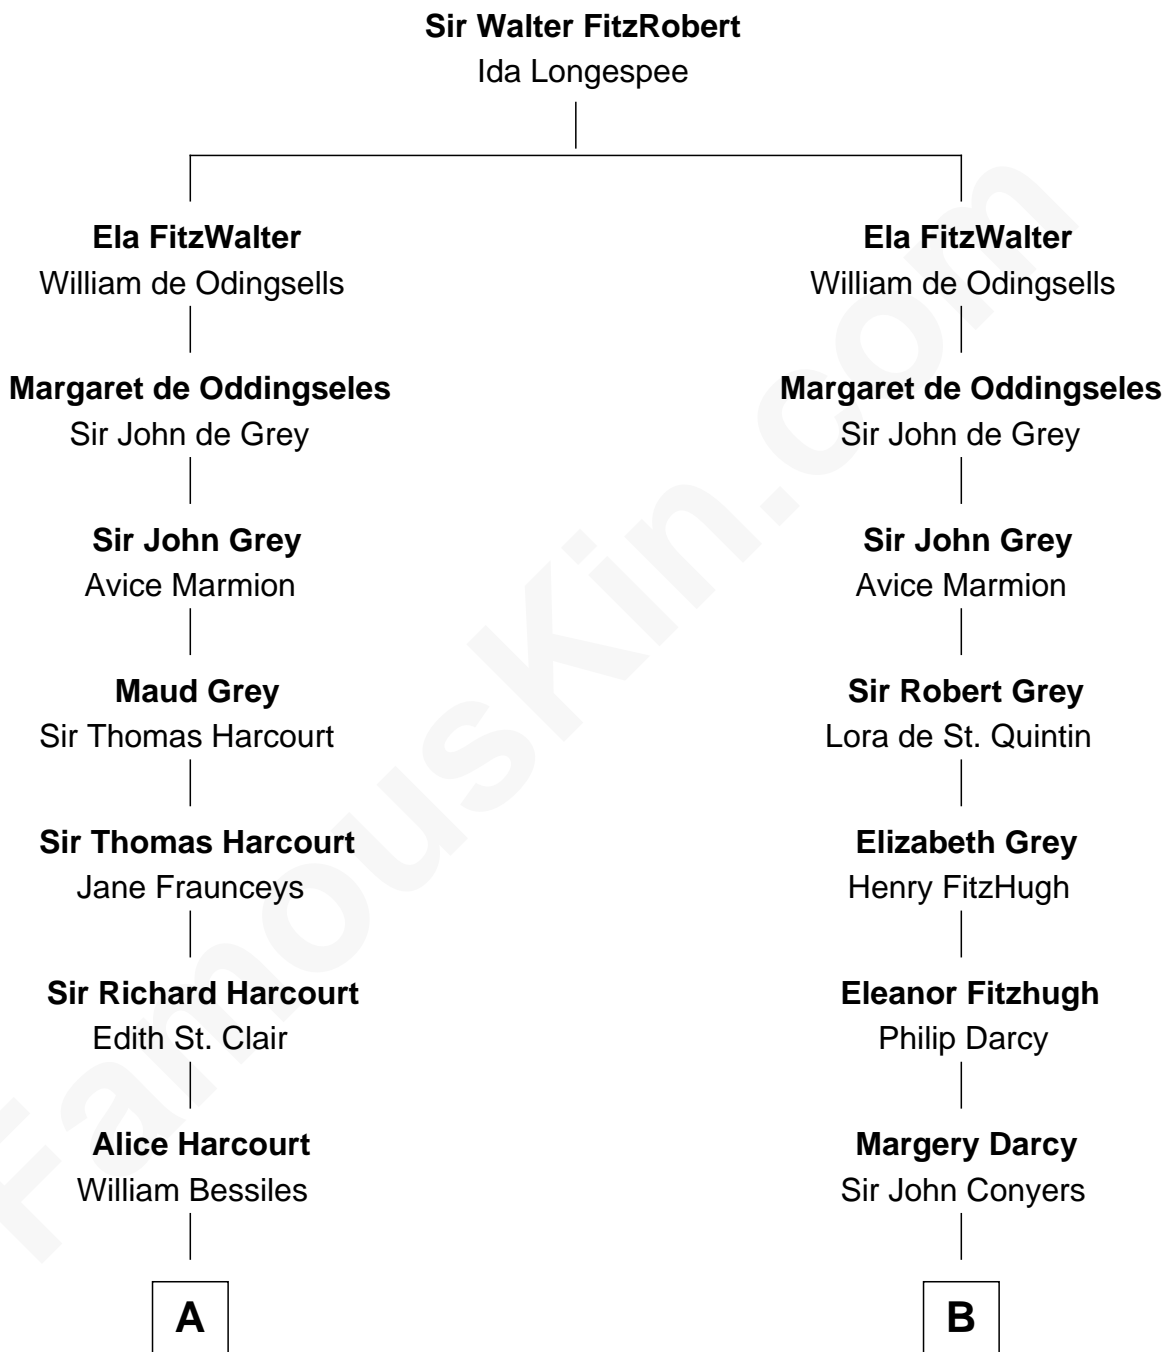 Sir Walter FitzRobert
Ida Longespee
Ela FitzWalter
William de Odingsells
Margaret de Oddingseles
Sir John de Grey
Sir John Grey
Avice Marmion
Maud Grey
Sir Thomas Harcourt
Sir Thomas Harcourt
Jane Fraunceys
Sir Richard Harcourt
Edith St. Clair
Alice Harcourt
William Bessiles
A
Ela FitzWalter
William de Odingsells
Margaret de Oddingseles
Sir John de Grey
Sir John Grey
Avice Marmion
Sir Robert Grey
Lora de St. Quintin
Elizabeth Grey
Henry FitzHugh
Eleanor Fitzhugh
Philip Darcy
Margery Darcy
Sir John Conyers
B
FamousKin.com